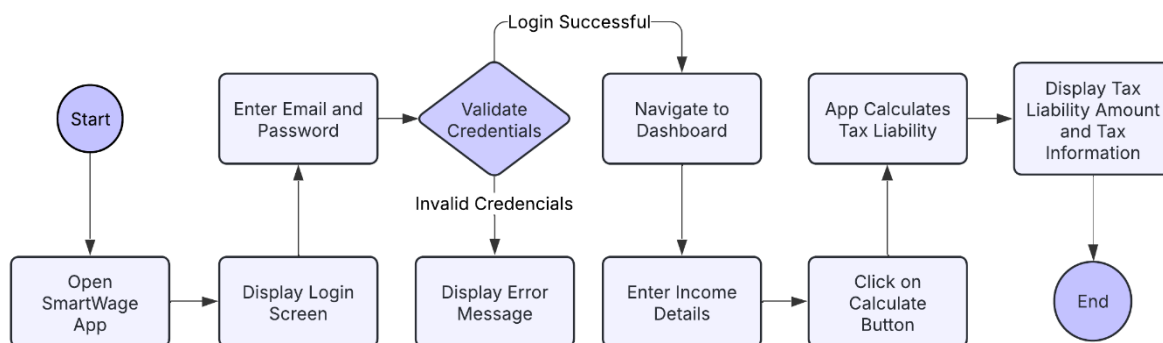 Start
Open
SmartWage
App
Display Login
Screen
Enter Email and
Password
Validate
Credentials
Login Successful
Invalid Credencials
Display Error
Message
Navigate to
Dashboard
Enter Income
Details
Click on
Calculate
Button
App Calculates
Tax Liability
Display Tax
Liability Amount
and Tax
Information
End